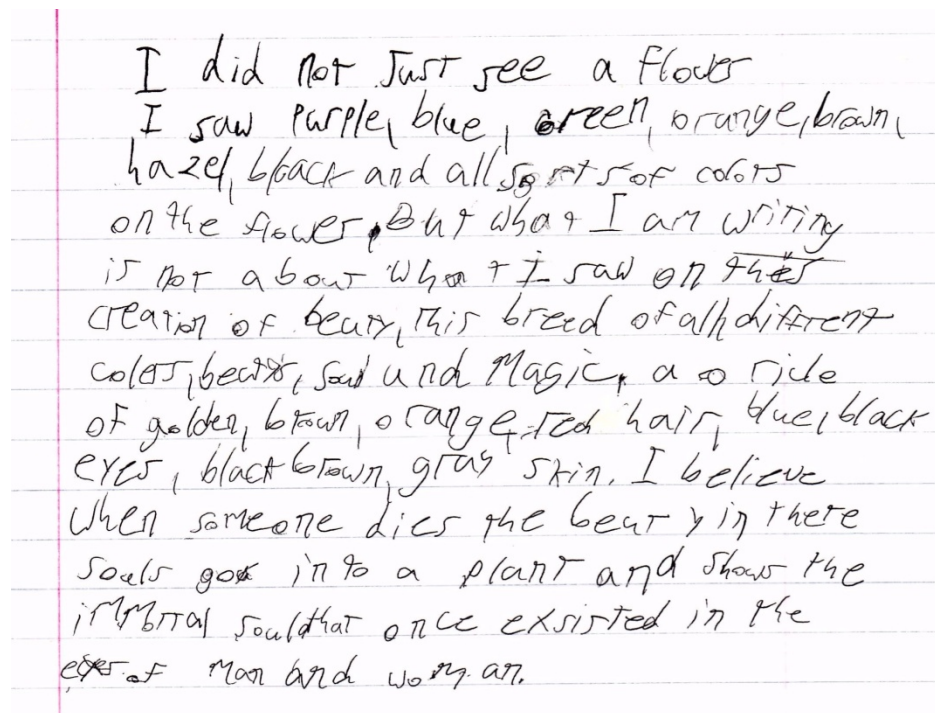 I did not Just see a flower
I saw Purple, blue, green, orange, brown,
hazel, black and all sorts of colors
on the flower, But what I am writing
is not about what I saw on this
creation of beauty, This breed of all different
colors, beauty, soul and Magic, a
of golden, brown, orange, red hair, blue, black
eyes, black brown, gray skin. I believe
when someone dies the beauty in there
souls goes into a plant and shows the
immortal soul that once exsisted in the
eyes of Man and woman.